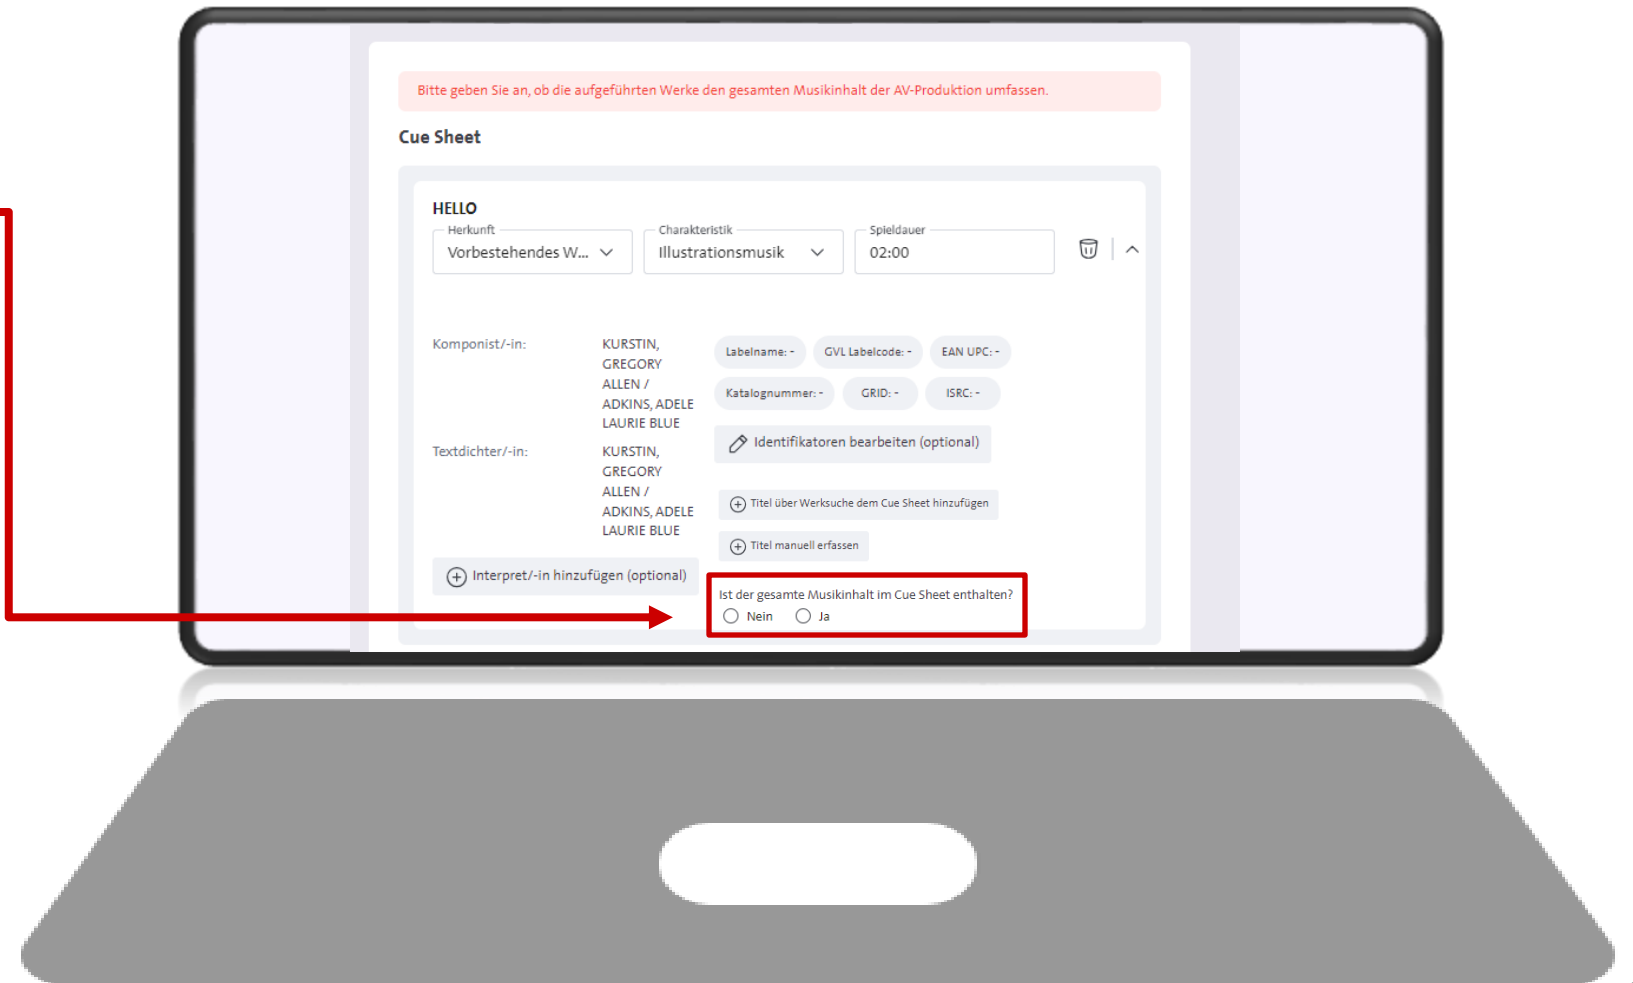 Bitte geben Sie an, ob die aufgeführten Werke den gesamten Musikinhalt der AV-Produktion umfassen.
Cue Sheet
HELLO
Herkunft
Vorbestehendes W...
Charakteristik
Illustrationsmusik
Spieldauer
02:00
Komponist/-in:
KURSTIN,
GREGORY
ALLEN /
ADKINS, ADELE
LAURIE BLUE
Textdichter/-in:
KURSTIN,
GREGORY
ALLEN /
ADKINS, ADELE
LAURIE BLUE
Interpret/-in hinzufügen (optional)
Labelname: -
GVL Labelcode: -
EAN UPC: -
Katalognummer: -
GRID: -
ISRC: -
Identifikatoren bearbeiten (optional)
Titel über Werksuche dem Cue Sheet hinzufügen
Titel manuell erfassen
Ist der gesamte Musikinhalt im Cue Sheet enthalten?
Nein Ja